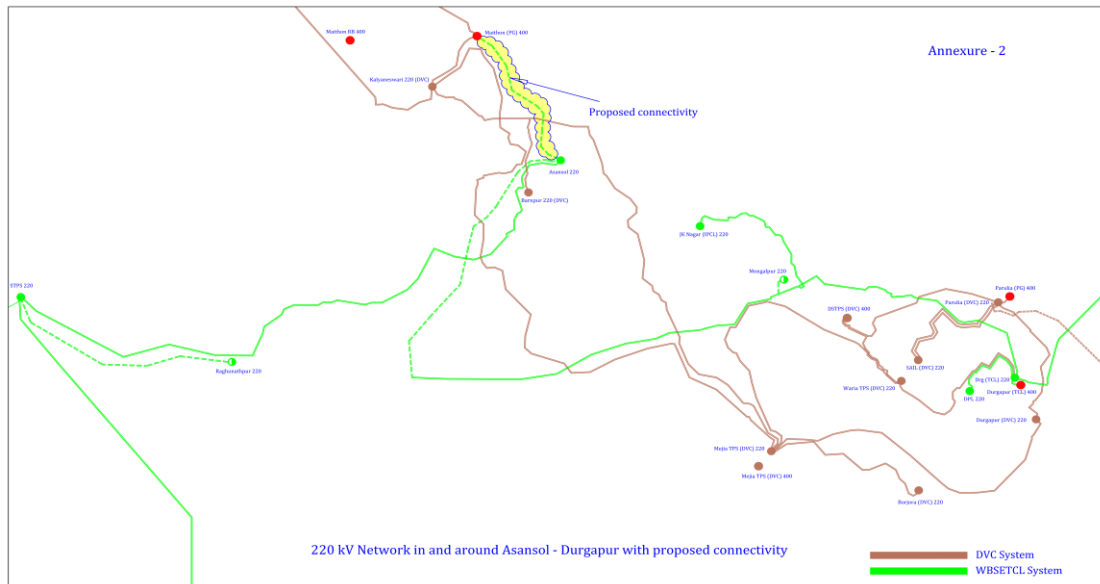 Maithon RB 400
Maithon (PG) 400
Annexure - 2
Kalyaneswari 220 (DVC)
Proposed connectivity
Asansol 220
Burnpur 220 (DVC)
JK Nagar (IPCL) 220
Mongalpur 220
STPS 220
Parulia (PG) 400
Parulia (DVC) 220
DSTPS (DVC) 400
Raghunathpur 220
SAIL (DVC) 220
Drg (TCL) 220
Waria TPS (DVC) 220
Durgapur (TCL) 400
DPL 220
Durgapur (DVC) 220
Mejia TPS (DVC) 220
Mejia TPS (DVC) 400
Borjora (DVC) 220
220 kV Network in and around Asansol - Durgapur with proposed connectivity
DVC System
WBSETCL System